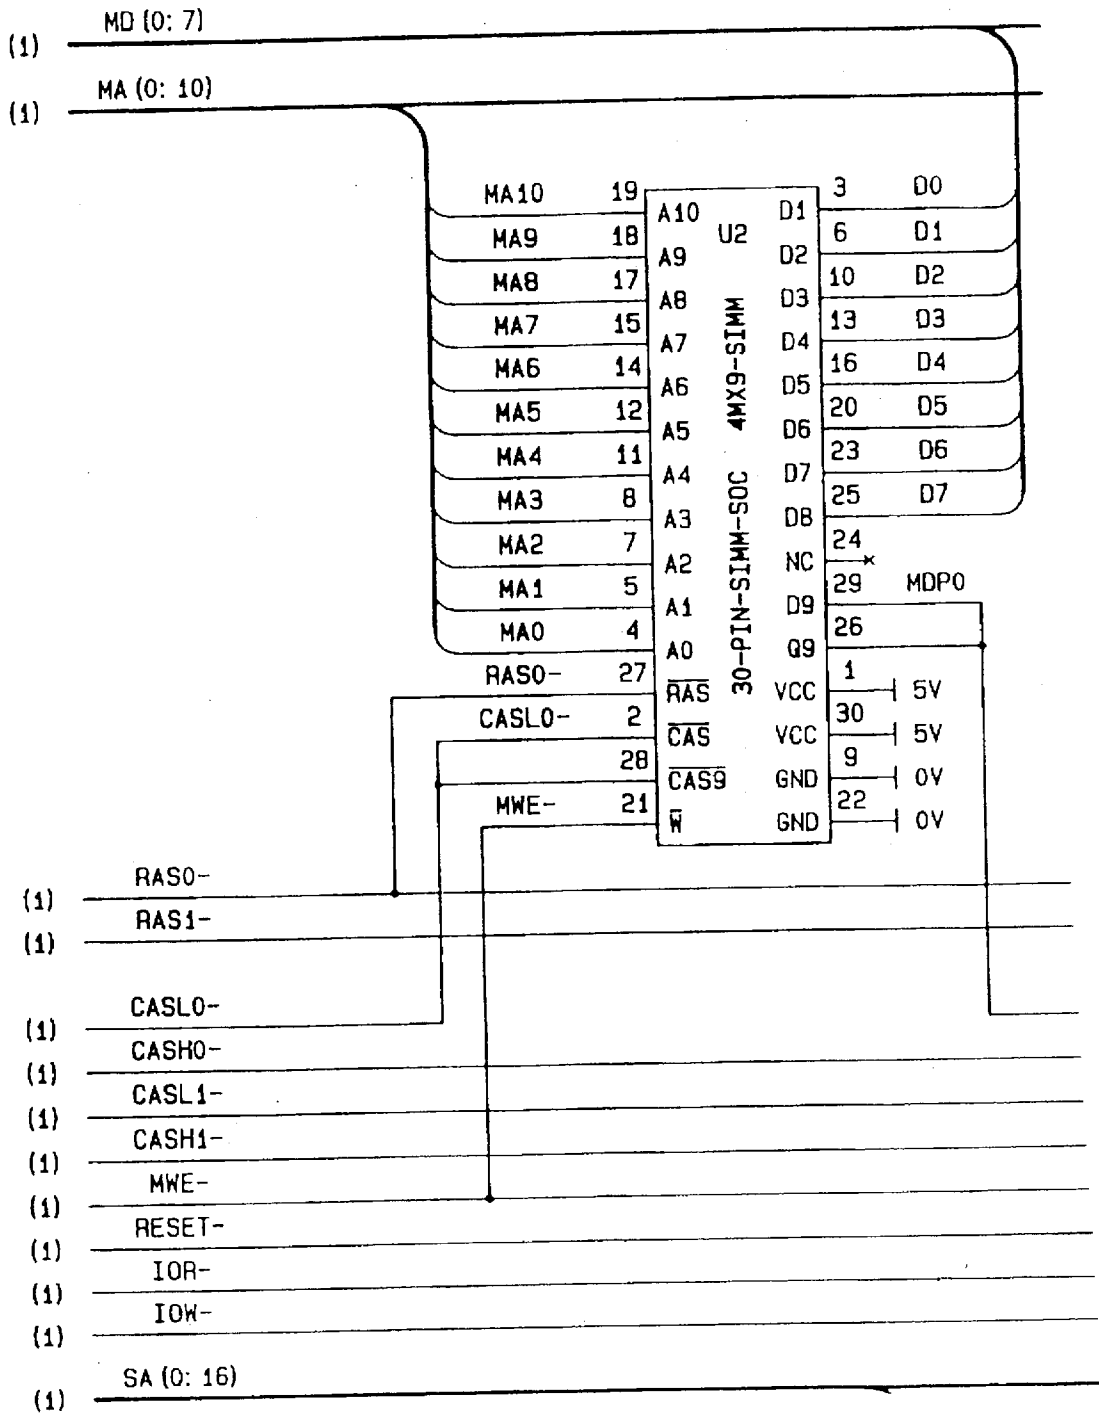 MD (0: 7)
(1)
MA (0: 10)
(1)
MA10 19 A10 D1 3 D0
U2
MA9 18 A9 D2 6 D1
MA8 17 A8 D3 10 D2
MA7 15 A7 D4 13 D3
MA6 14 A6 D5 16 D4
MA5 12 A5 D6 20 D5
MA4 11 A4 D7 23 D6
MA3 8 A3 D8 25 D7
MA2 7 A2 NC 24
MA1 5 A1 D9 29 MDP0
MA0 4 A0 Q9 26
RAS0- 27 RAS VCC 1 5V
CASL0- 2 CAS VCC 30 5V
28 CAS9 GND 9 0V
MWE- 21 W GND 22 0V
30-PIN-SIMM-SOC 4MX9-SIMM
RAS0-
(1)
RAS1-
(1)
CASL0-
(1)
CASH0-
(1)
CASL1-
(1)
CASH1-
(1)
MWE-
(1)
RESET-
(1)
IOR-
(1)
IOW-
(1)
SA (0: 16)
(1)